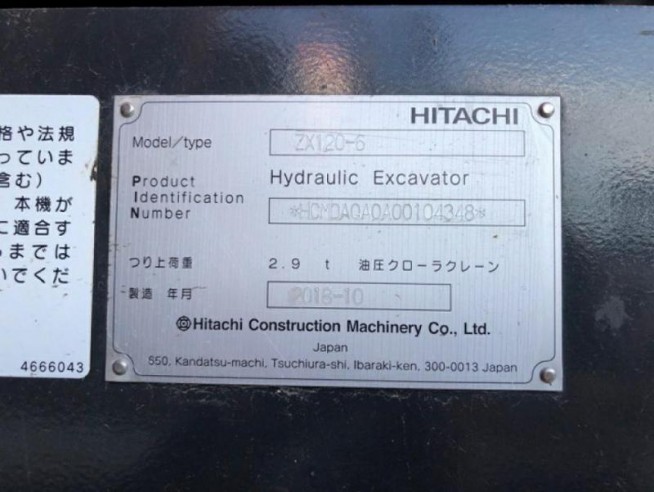 格や法規
っていま
含む)
本機が
に適合す
らまでは
いでくだ
4666043
HITACHI
Model/type ZX120-6
Product Hydraulic Excavator
Identification
Number *HCMDAQA0A00104348*
つり上荷重 2.9 t 油圧クローラクレーン
製造 年月 2018-10
Hitachi Construction Machinery Co., Ltd.
Japan
550, Kandatsu-machi, Tsuchiura-shi, Ibaraki-ken, 300-0013 Japan